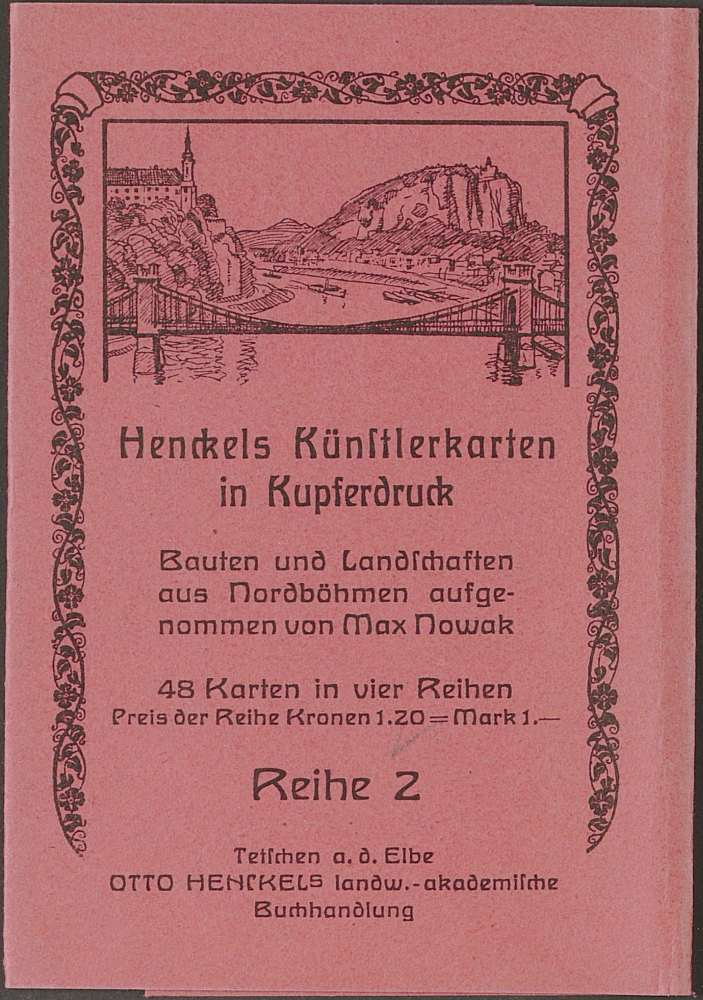 Henckels Künſtlerkarten
in Kupferdruck
Bauten und Landſchaften
aus Nordböhmen aufge-
nommen von Max Nowak
48 Karten in vier Reihen
Preis der Reihe Kronen 1.20 = Mark 1.—
Reihe 2
Tetſchen a. d. Elbe
OTTO HENCKELS landw.-akademiſche
Buchhandlung